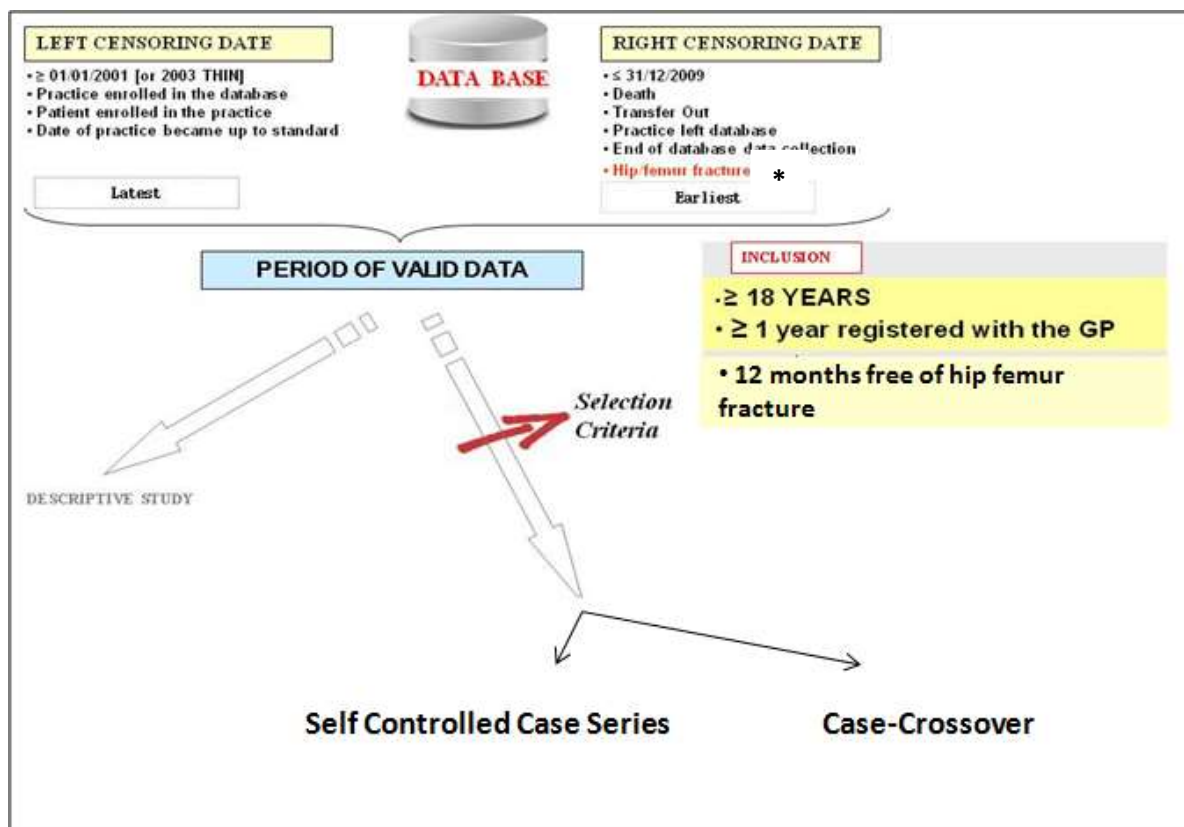 LEFT CENSORING DATE
• ≥ 01/01/2001 [or 2003 THIN]
• Practice enrolled in the database
• Patient enrolled in the practice
• Date of practice became up to standard
Latest
DATA BASE
RIGHT CENSORING DATE
• ≤ 31/12/2009
• Death
• Transfer Out
• Practice left database
• End of database data collection
• Hip/femur fracture *
Earliest
PERIOD OF VALID DATA
INCLUSION
•≥ 18 YEARS
• ≥ 1 year registered with the GP
• 12 months free of hip femur
fracture
Selection
Criteria
DESCRIPTIVE STUDY
Self Controlled Case Series
Case-Crossover